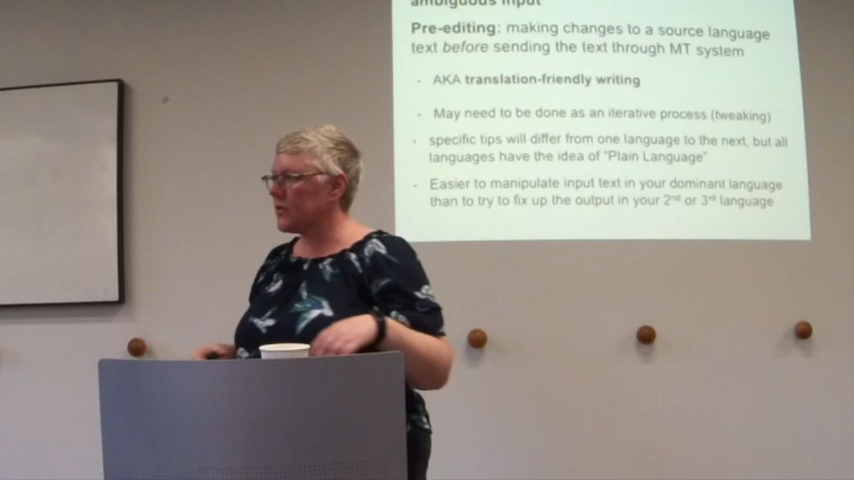 ambiguous input
Pre-editing: making changes to a source language
text before sending the text through MT system
- AKA translation-friendly writing
- May need to be done as an iterative process (tweaking)
- specific tips will differ from one language to the next, but all
languages have the idea of "Plain Language"
- Easier to manipulate input text in your dominant language
than to try to fix up the output in your 2nd or 3rd language